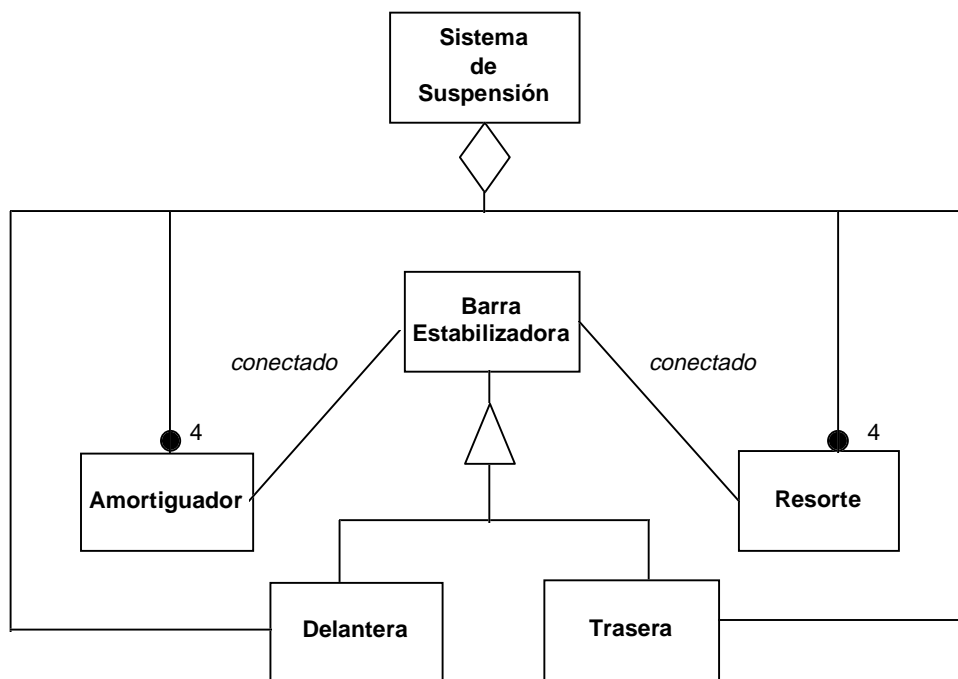 Sistema
de
Suspensión
Barra
Estabilizadora
conectado
conectado
4
4
Amortiguador
Resorte
Delantera
Trasera